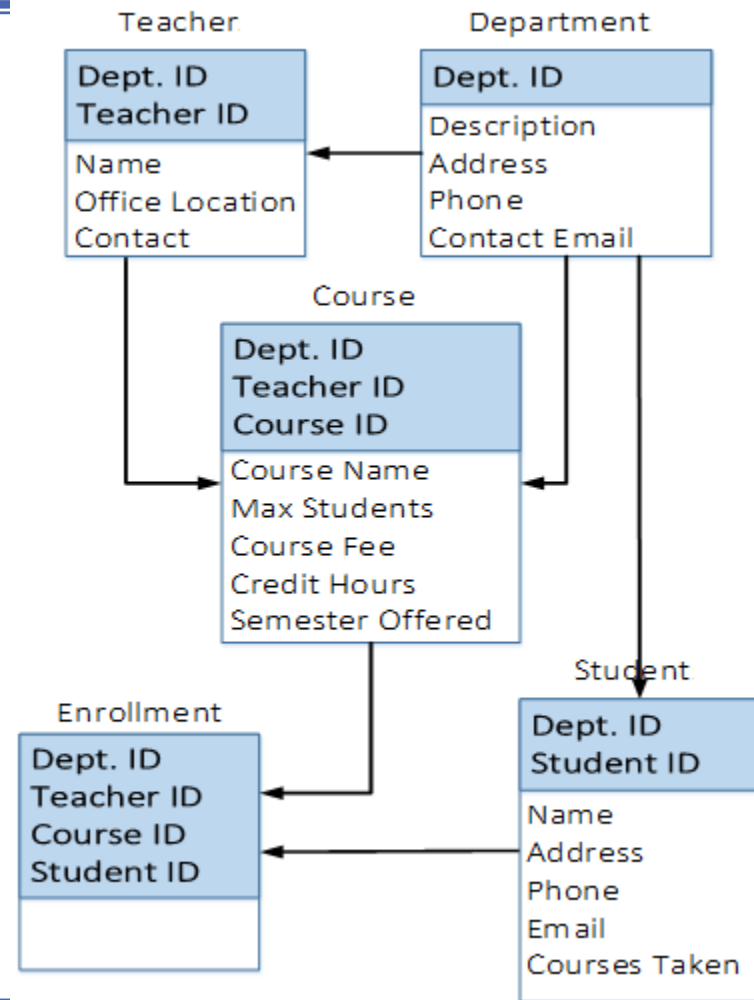 Teacher
Dept. ID
Teacher ID
Name
Office Location
Contact
Department
Dept. ID
Description
Address
Phone
Contact Email
Course
Dept. ID
Teacher ID
Course ID
Course Name
Max Students
Course Fee
Credit Hours
Semester Offered
Enrollment
Dept. ID
Teacher ID
Course ID
Student ID
Student
Dept. ID
Student ID
Name
Address
Phone
Email
Courses Taken